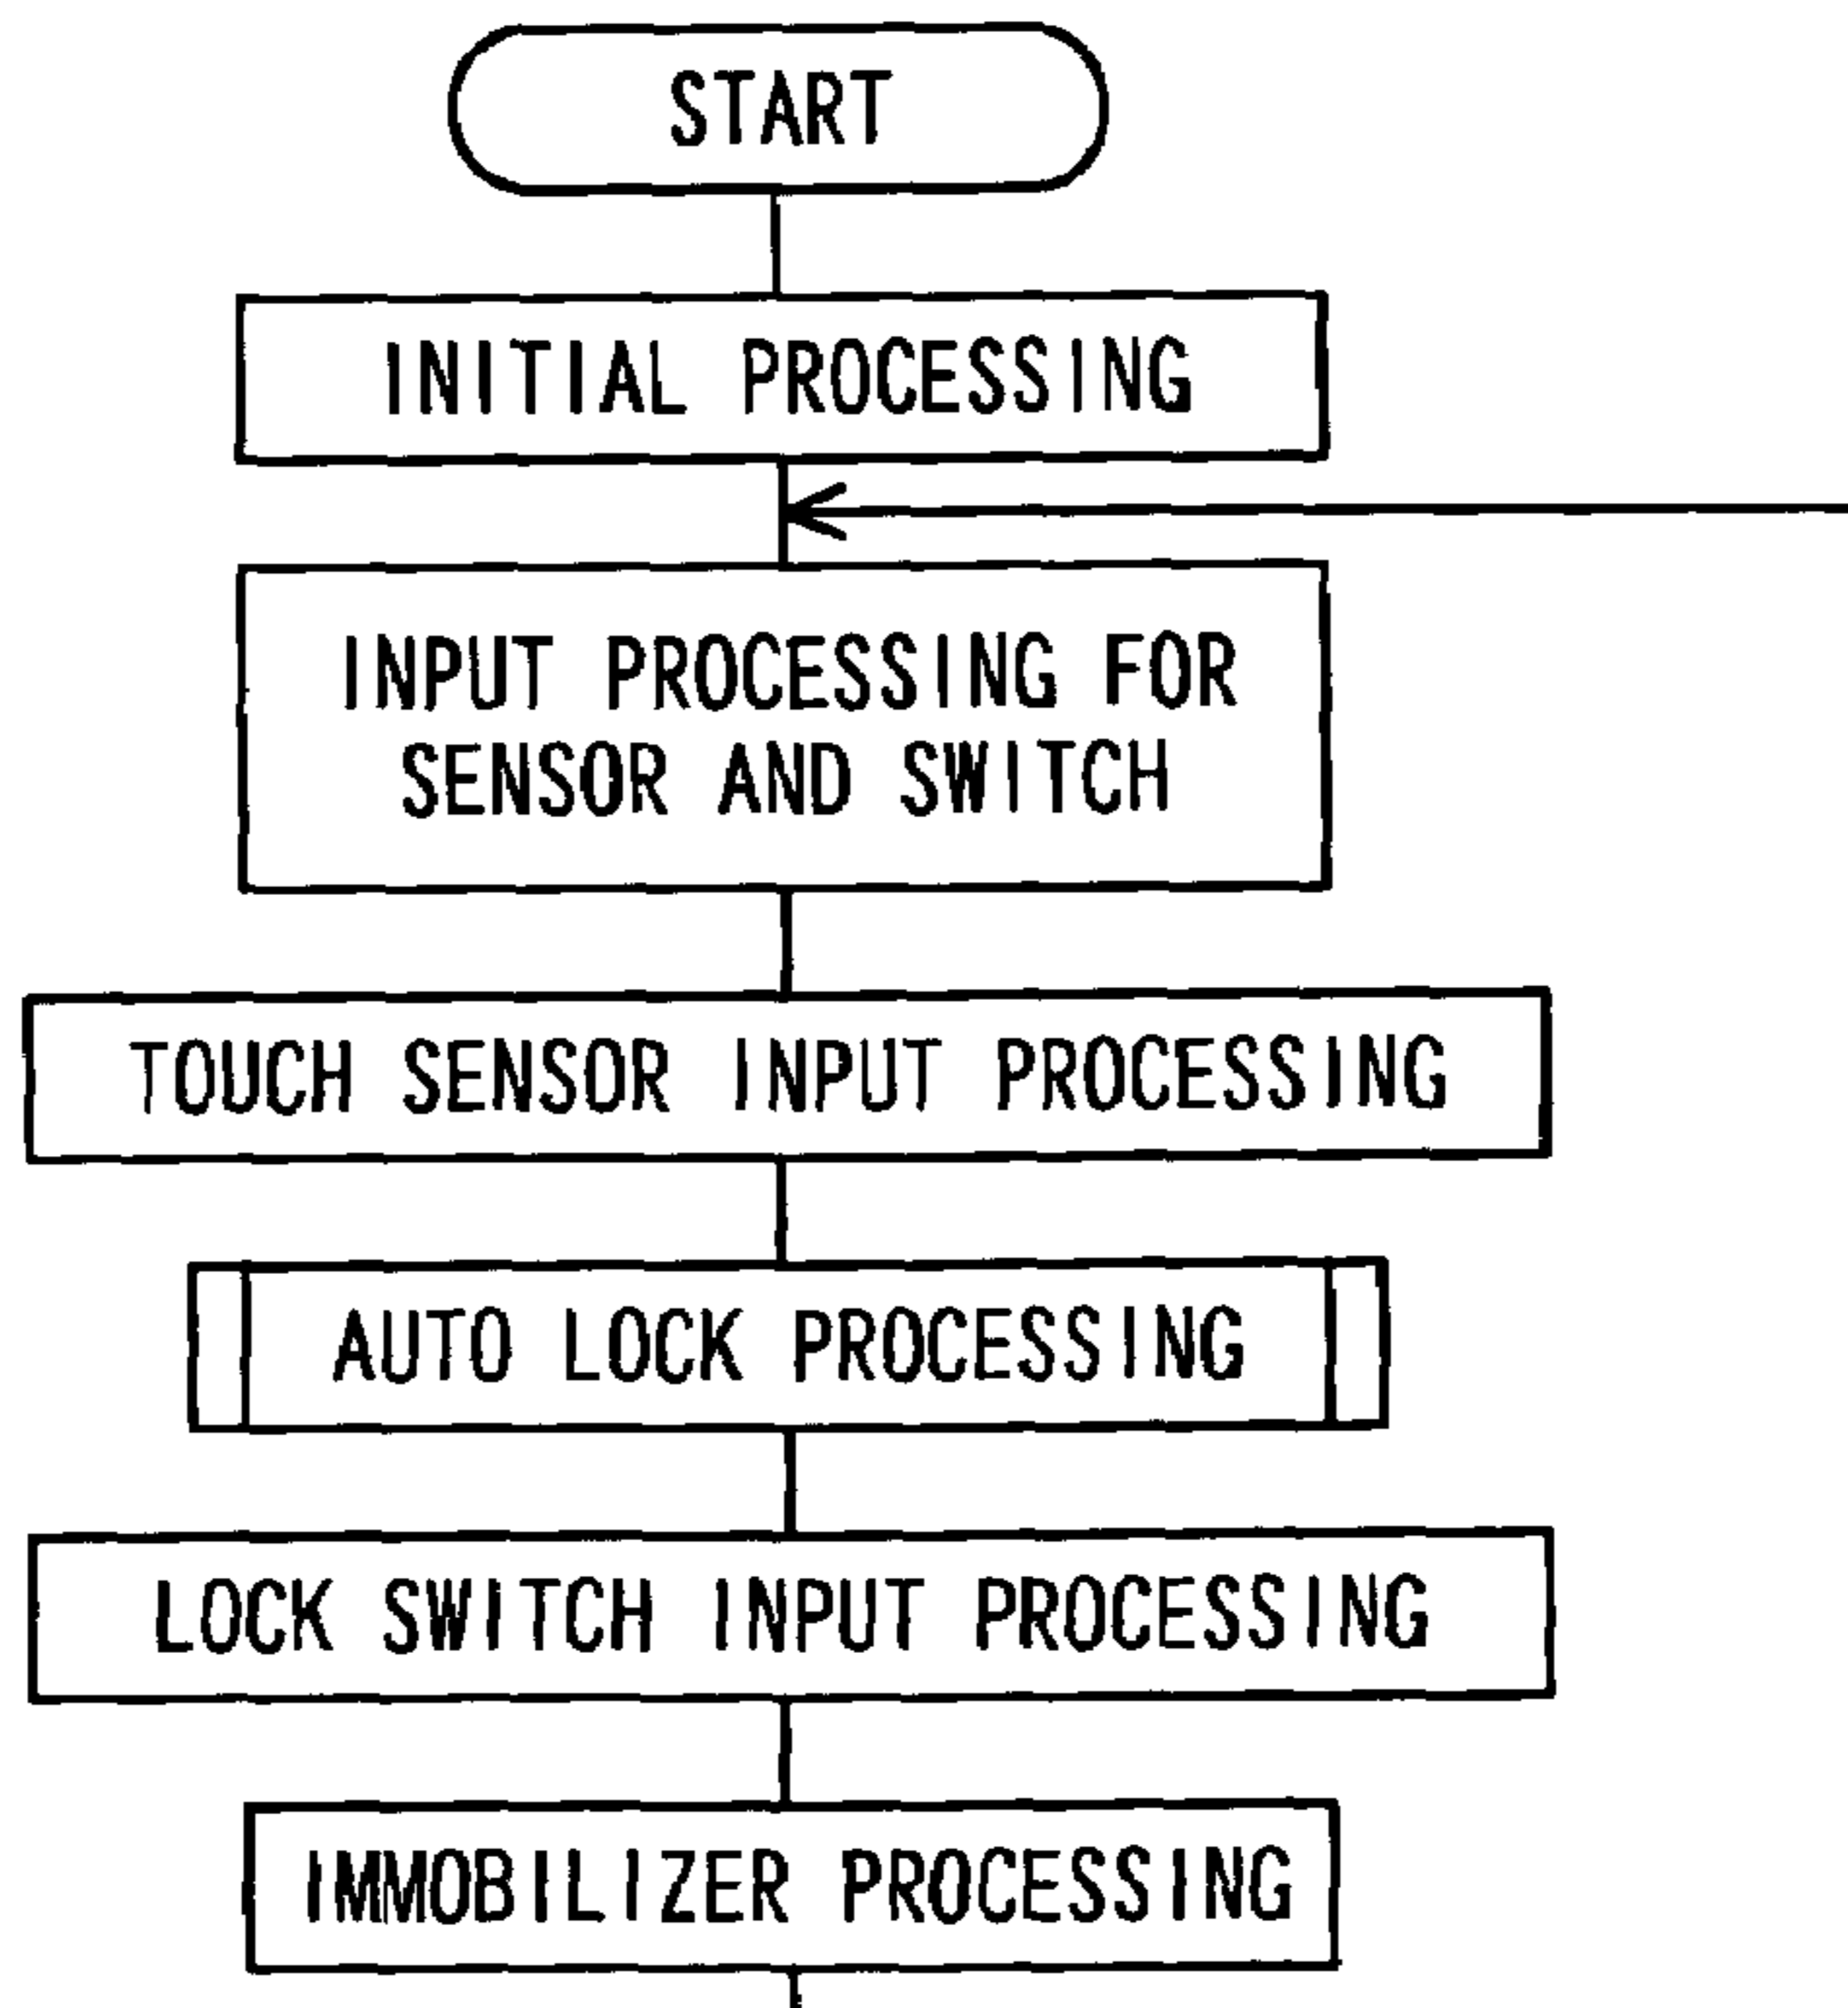 START
INITIAL PROCESSING
INPUT PROCESSING FOR
SENSOR AND SWITCH
TOUCH SENSOR INPUT PROCESSING
AUTO LOCK PROCESSING
LOCK SWITCH INPUT PROCESSING
IMMOBILIZER PROCESSING